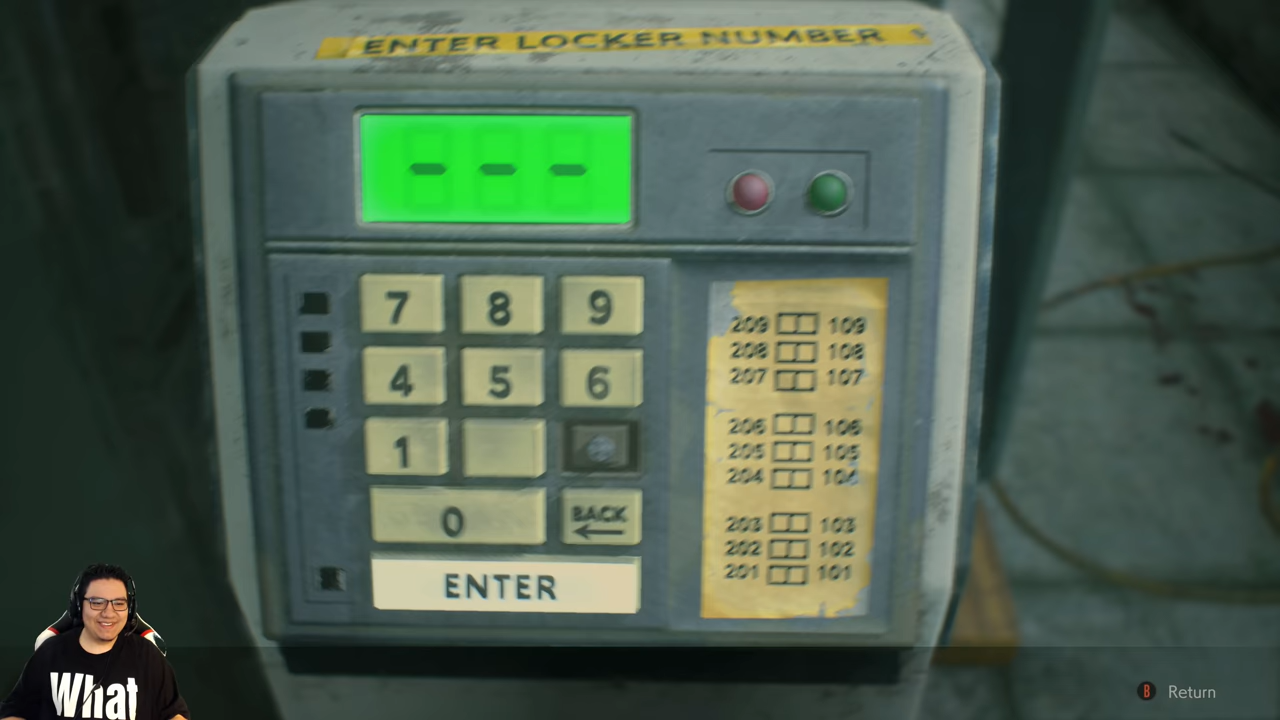 ENTER LOCKER NUMBER
- - -
7 8 9
4 5 6
1
0 BACK
ENTER
209 109
208 108
207 107
206 106
205 105
204 104
203 103
202 102
201 101
What
B Return